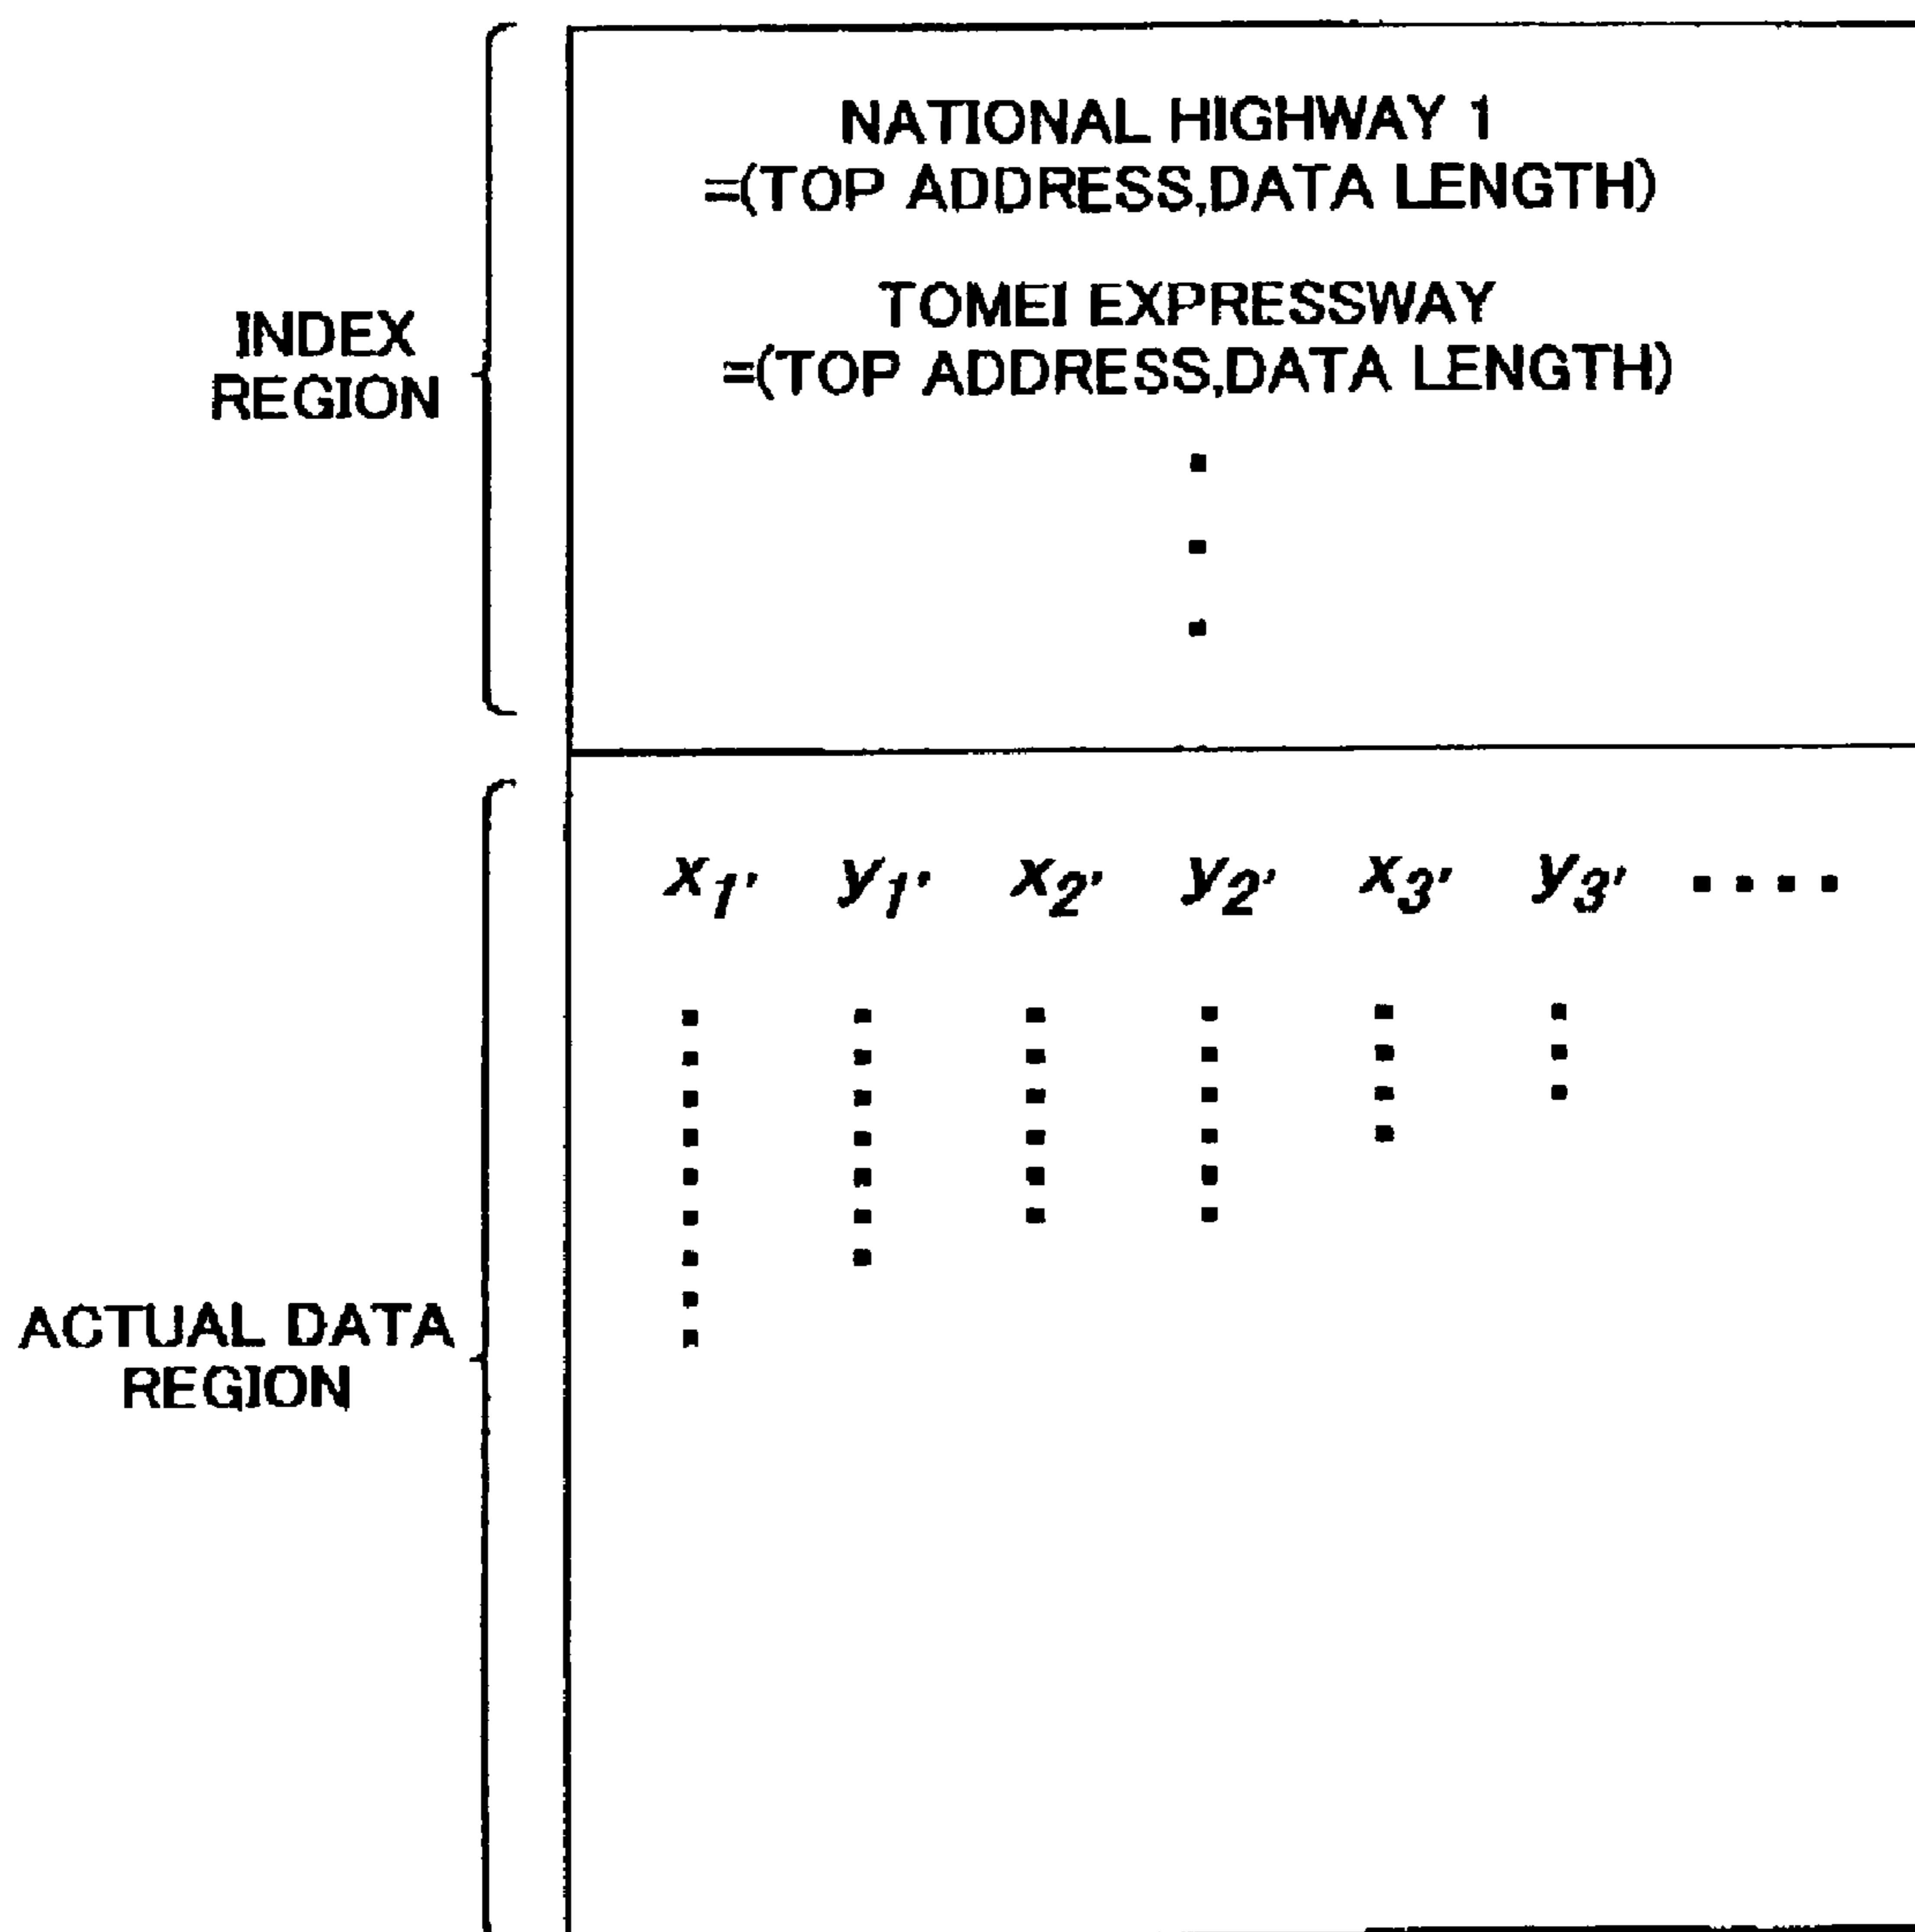 NATIONAL HIGHWAY 1
=(TOP ADDRESS,DATA LENGTH)
TOMEI EXPRESSWAY
=(TOP ADDRESS,DATA LENGTH)
INDEX
REGION
x1, y1, x2, y2, x3, y3, ....
ACTUAL DATA
REGION